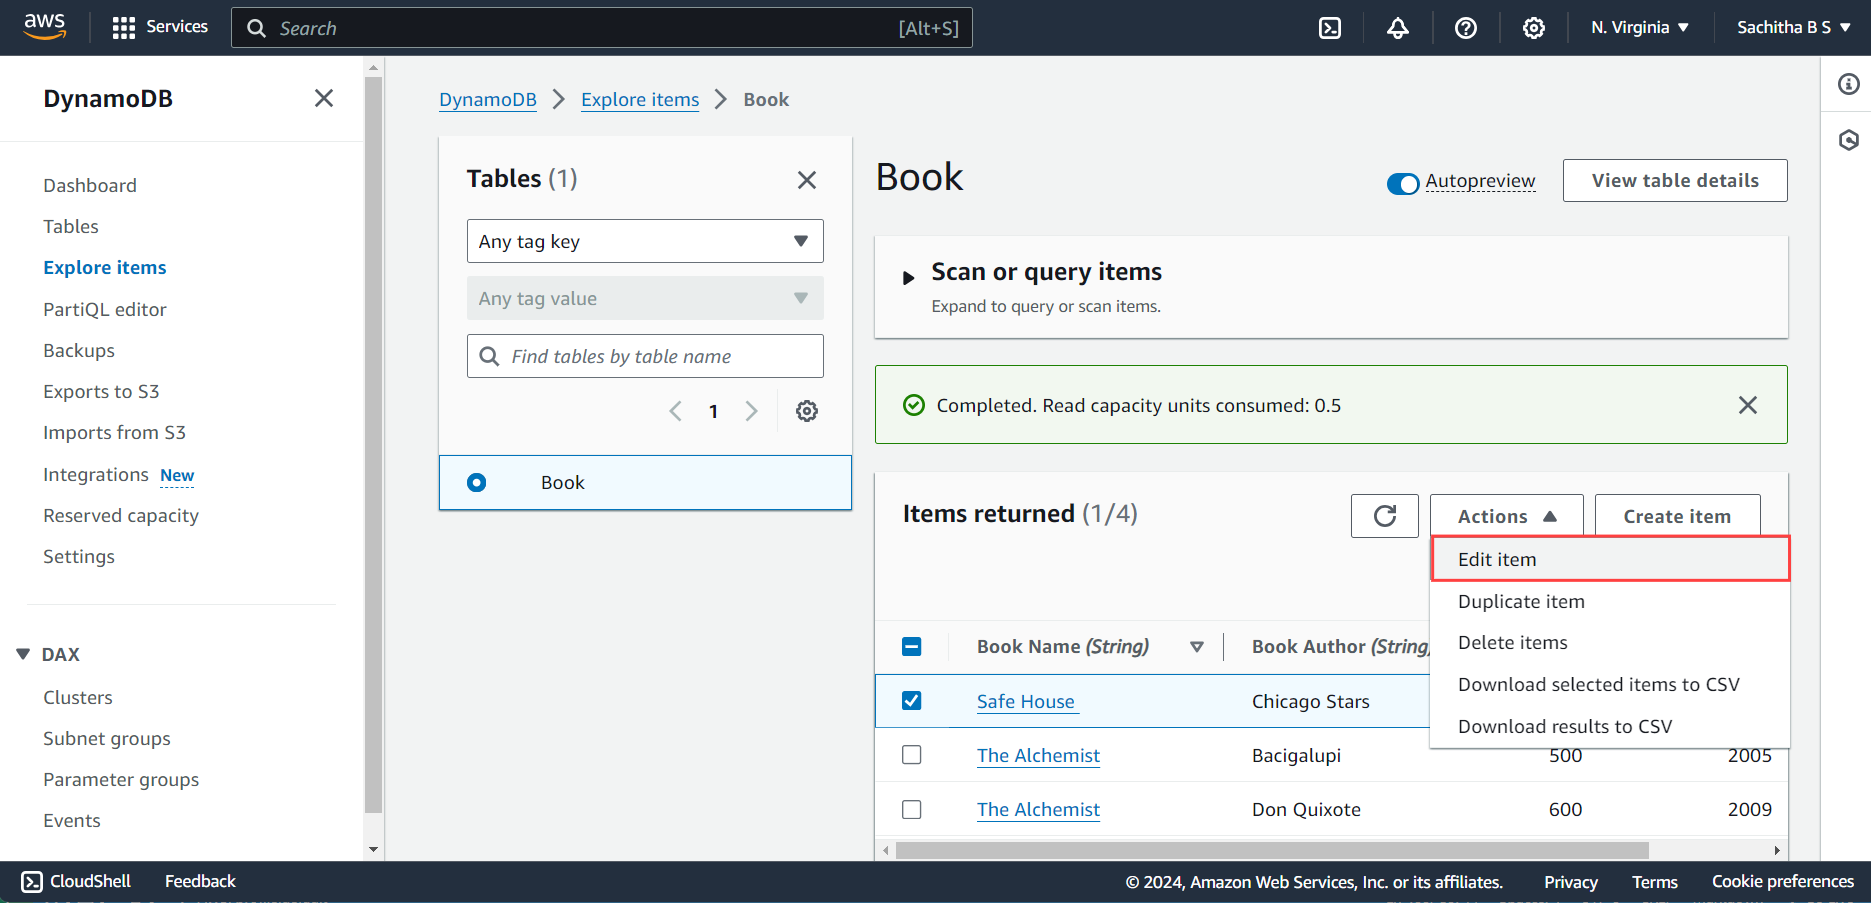 aws
Services
Search
[Alt+S]
N. Virginia
Sachitha B S
DynamoDB
Dashboard
Tables
Explore items
PartiQL editor
Backups
Exports to S3
Imports from S3
Integrations New
Reserved capacity
Settings
DAX
Clusters
Subnet groups
Parameter groups
Events
DynamoDB
Explore items
Book
Tables (1)
Any tag key
Any tag value
Find tables by table name
1
Book
Book
Autopreview
View table details
Scan or query items
Expand to query or scan items.
Completed. Read capacity units consumed: 0.5
Items returned (1/4)
Actions
Create item
Edit item
Duplicate item
Delete items
Download selected items to CSV
Download results to CSV
Book Name (String)
Book Author (String)
Safe House
Chicago Stars
The Alchemist
Bacigalupi
500
2005
The Alchemist
Don Quixote
600
2009
CloudShell
Feedback
© 2024, Amazon Web Services, Inc. or its affiliates.
Privacy
Terms
Cookie preferences